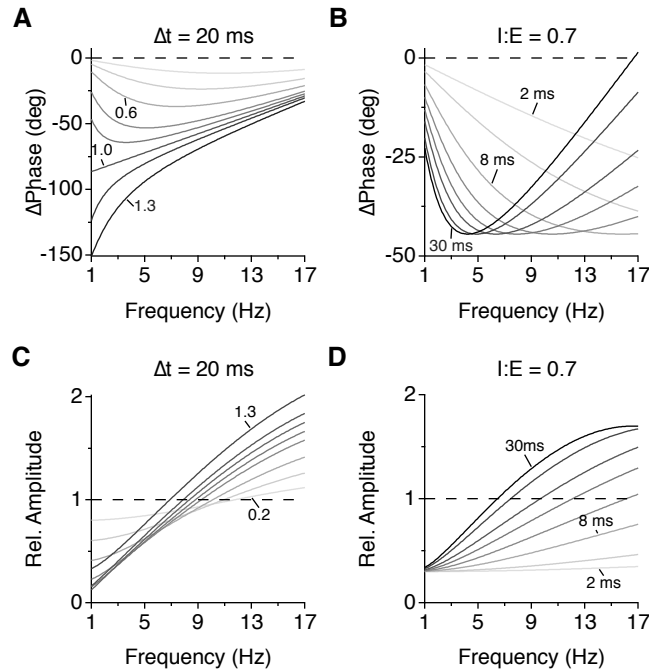 A
Δt = 20 ms
0
-50
-100
-150
ΔPhase (deg)
0.6
1.0
1.3
1 5 9 13 17
Frequency (Hz)
B
I:E = 0.7
0
-25
-50
ΔPhase (deg)
2 ms
8 ms
30 ms
1 5 9 13 17
Frequency (Hz)
C
Δt = 20 ms
2
1
0
Rel. Amplitude
1.3
0.2
1 5 9 13 17
Frequency (Hz)
D
I:E = 0.7
2
1
0
Rel. Amplitude
30ms
8 ms
2 ms
1 5 9 13 17
Frequency (Hz)